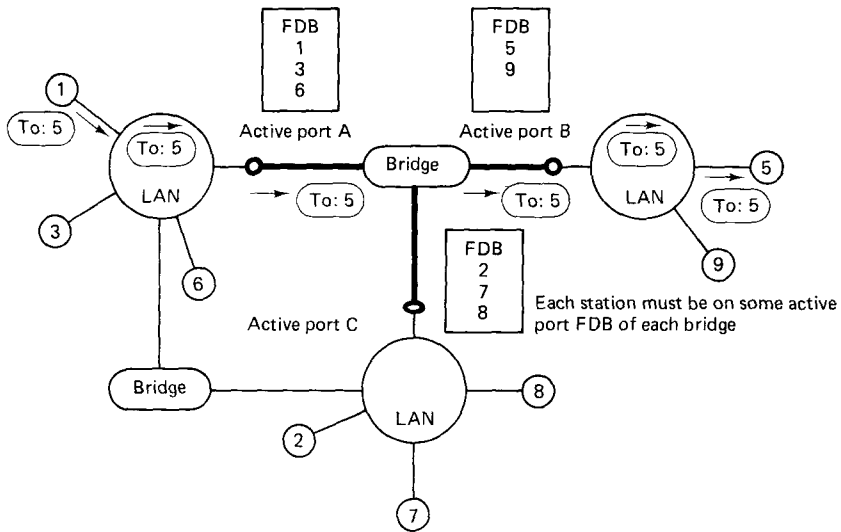 FDB
1
3
6
FDB
5
9
1
To: 5
To: 5
Active port A
Active port B
To: 5
Bridge
5
LAN
To: 5
To: 5
LAN
To: 5
3
6
9
FDB
2
7
8
Each station must be on some active
port FDB of each bridge
Active port C
Bridge
8
LAN
2
7